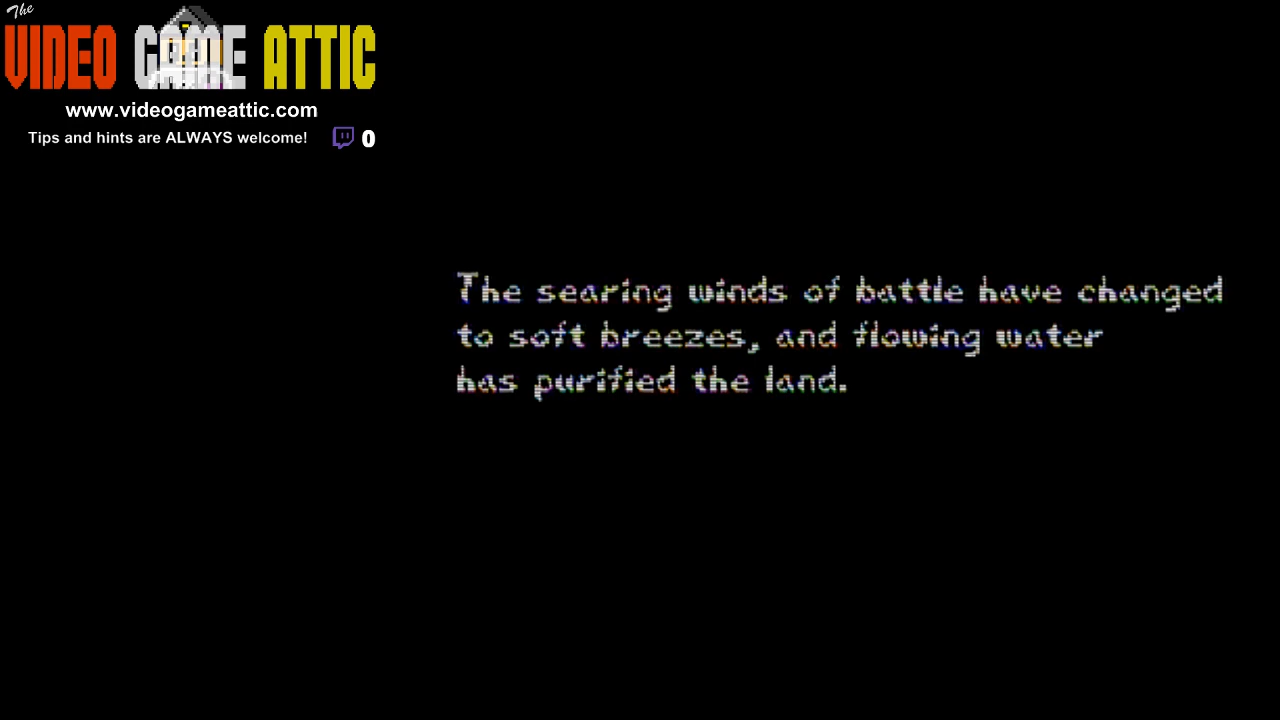 The
VIDEO GAME ATTIC
www.videogameattic.com
Tips and hints are ALWAYS welcome! 0
The searing winds of battle have changed
to soft breezes, and flowing water
has purified the land.